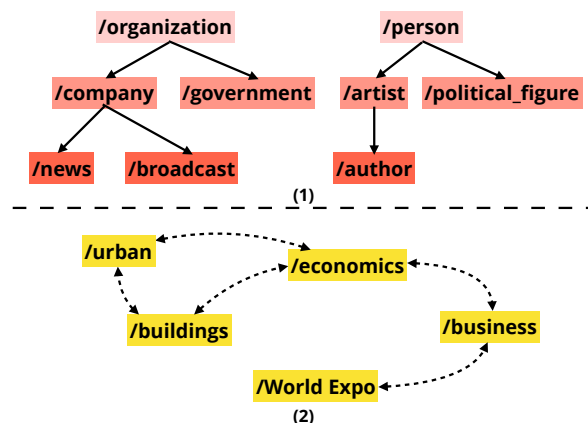 /organization /person
/company /government /artist /political_figure
/news /broadcast /author
(1)
/urban
/economics
/buildings /business
/World Expo
(2)